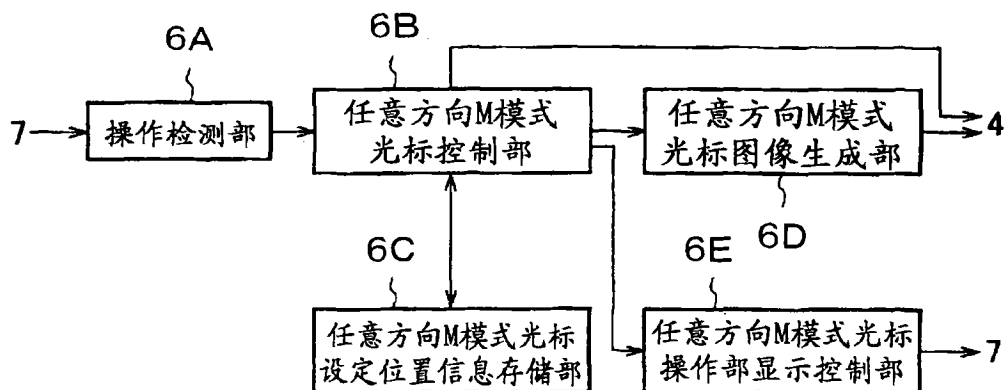 6A
6B
7
操作检测部
任意方向M模式
光标控制部
任意方向M模式
光标图像生成部
4
6C
6D
6E
任意方向M模式光标
设定位置信息存储部
任意方向M模式光标
操作部显示控制部
7